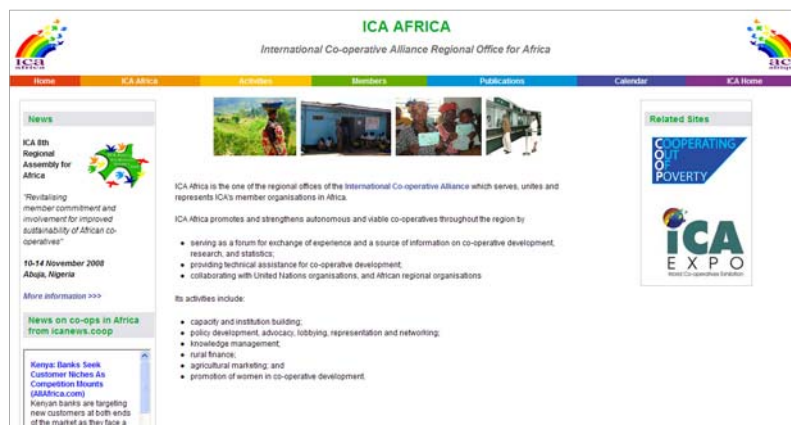 ICA AFRICA
International Co-operative Alliance Regional Office for Africa
ica
africa
Home ICA Africa Activities Members Publications Calendar ICA Home
News
ICA 8th
Regional
Assembly for
Africa
"Revitalising
member commitment and
involvement for improved
sustainability of African co-
operatives"
10-14 November 2008
Abuja, Nigeria
More information >>>
News on co-ops in Africa
from icanews.coop
Kenya: Banks Seek
Customer Niches As
Competition Mounts
(AllAfrica.com)
Kenyan banks are targeting
new customers at both ends
of the market as they face a
ICA Africa is the one of the regional offices of the International Co-operative Alliance which serves, unites and
represents ICA's member organisations in Africa.
ICA Africa promotes and strengthens autonomous and viable co-operatives throughout the region by
serving as a forum for exchange of experience and a source of information on co-operative development,
research, and statistics;
providing technical assistance for co-operative development;
collaborating with United Nations organisations, and African regional organisations
Its activities include:
capacity and institution building;
policy development, advocacy, lobbying, representation and networking;
knowledge management;
rural finance;
agricultural marketing; and
promotion of women in co-operative development.
Related Sites
COOPERATING
OUT
OF
POVERTY
ica
EXPO
World Co-operatives Exhibition